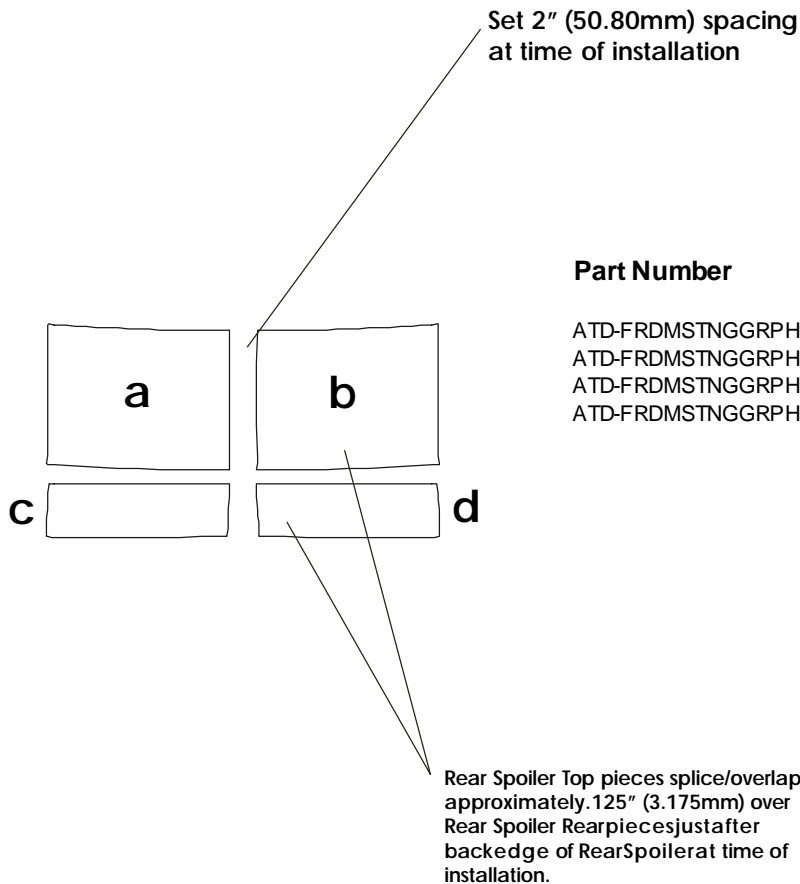 Set 2" (50.80mm) spacing
at time of installation
Part Number
ATD-FRDMSTNGGRPH
ATD-FRDMSTNGGRPH
ATD-FRDMSTNGGRPH
ATD-FRDMSTNGGRPH
a
b
c
d
Rear Spoiler Top pieces splice/overlap
approximately.125" (3.175mm) over
Rear Spoiler Rearpiecesjustafter
backedge of RearSpoilerat time of
installation.